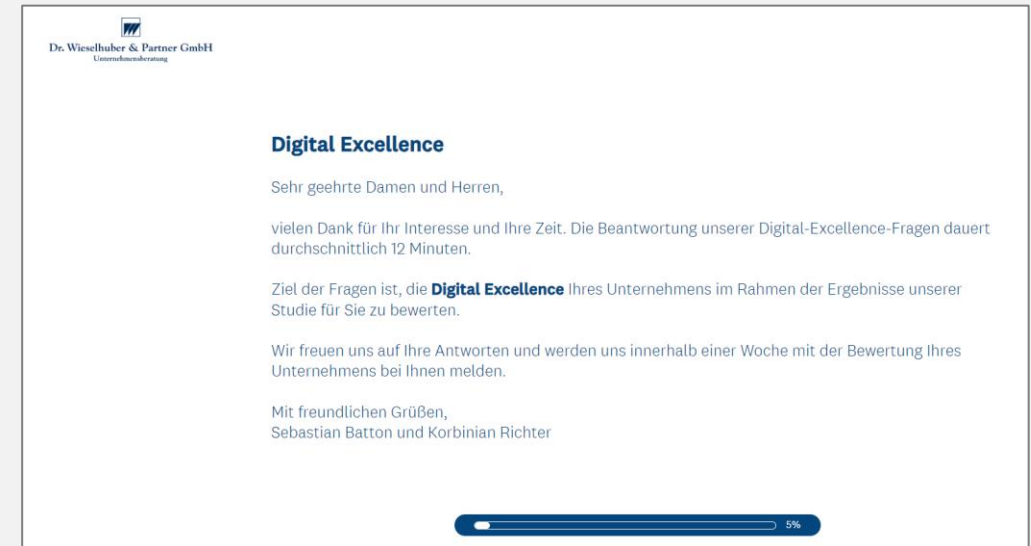 Dr. Wieselhuber & Partner GmbH
Unternehmensberatung
Digital Excellence
Sehr geehrte Damen und Herren,
vielen Dank für Ihr Interesse und Ihre Zeit. Die Beantwortung unserer Digital-Excellence-Fragen dauert
durchschnittlich 12 Minuten.
Ziel der Fragen ist, die Digital Excellence Ihres Unternehmens im Rahmen der Ergebnisse unserer
Studie für Sie zu bewerten.
Wir freuen uns auf Ihre Antworten und werden uns innerhalb einer Woche mit der Bewertung Ihres
Unternehmens bei Ihnen melden.
Mit freundlichen Grüßen,
Sebastian Batton und Korbinian Richter
5%